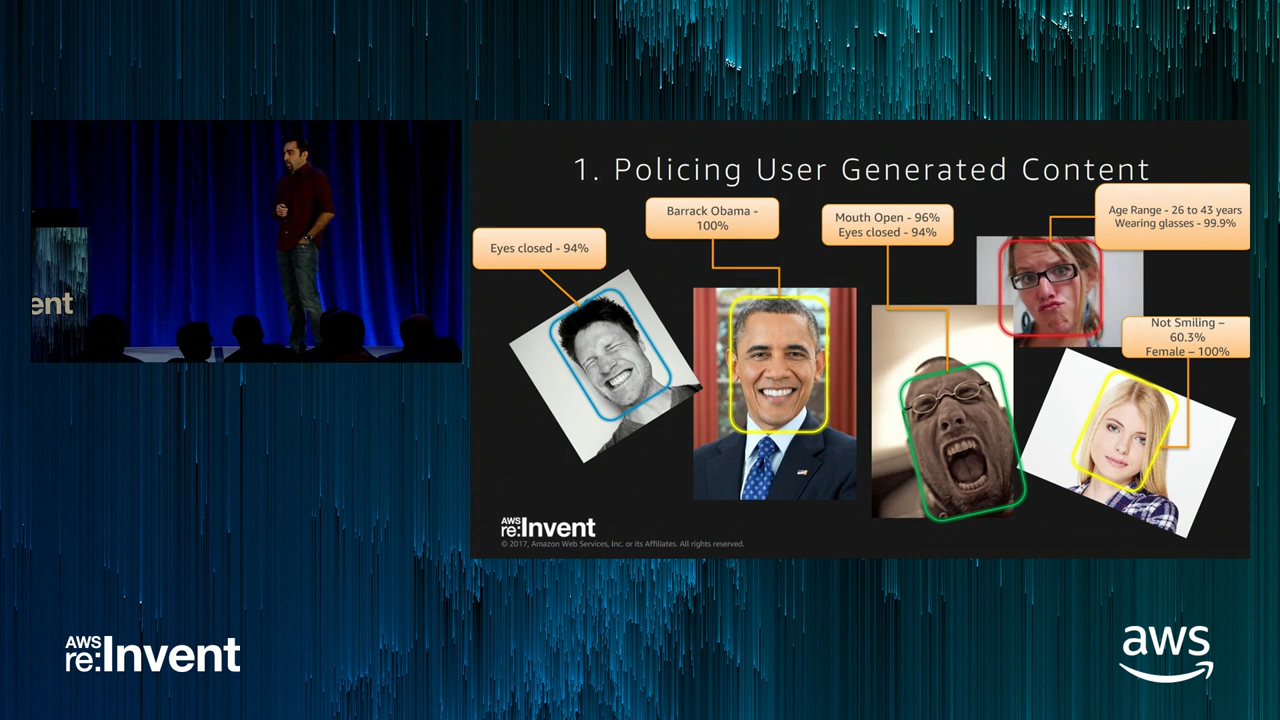 1. Policing User Generated Content
Barrack Obama -
100%
Mouth Open - 96%
Eyes closed - 94%
Age Range - 26 to 43 years
Wearing glasses - 99.9%
Eyes closed - 94%
Not Smiling –
60.3%
Female – 100%
ent
AWS
re:Invent
© 2017, Amazon Web Services, Inc. or its Affiliates. All rights reserved.
AWS
re:Invent
aws